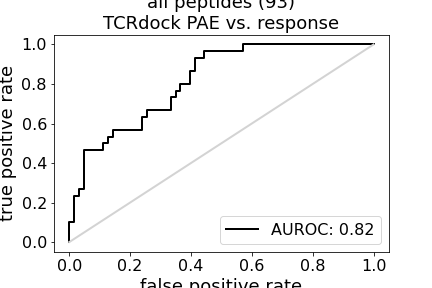 all peptides (93)
TCRdock PAE vs. response
true positive rate
1.0
0.8
0.6
0.4
0.2
0.0
AUROC: 0.82
0.0 0.2 0.4 0.6 0.8 1.0
false positive rate